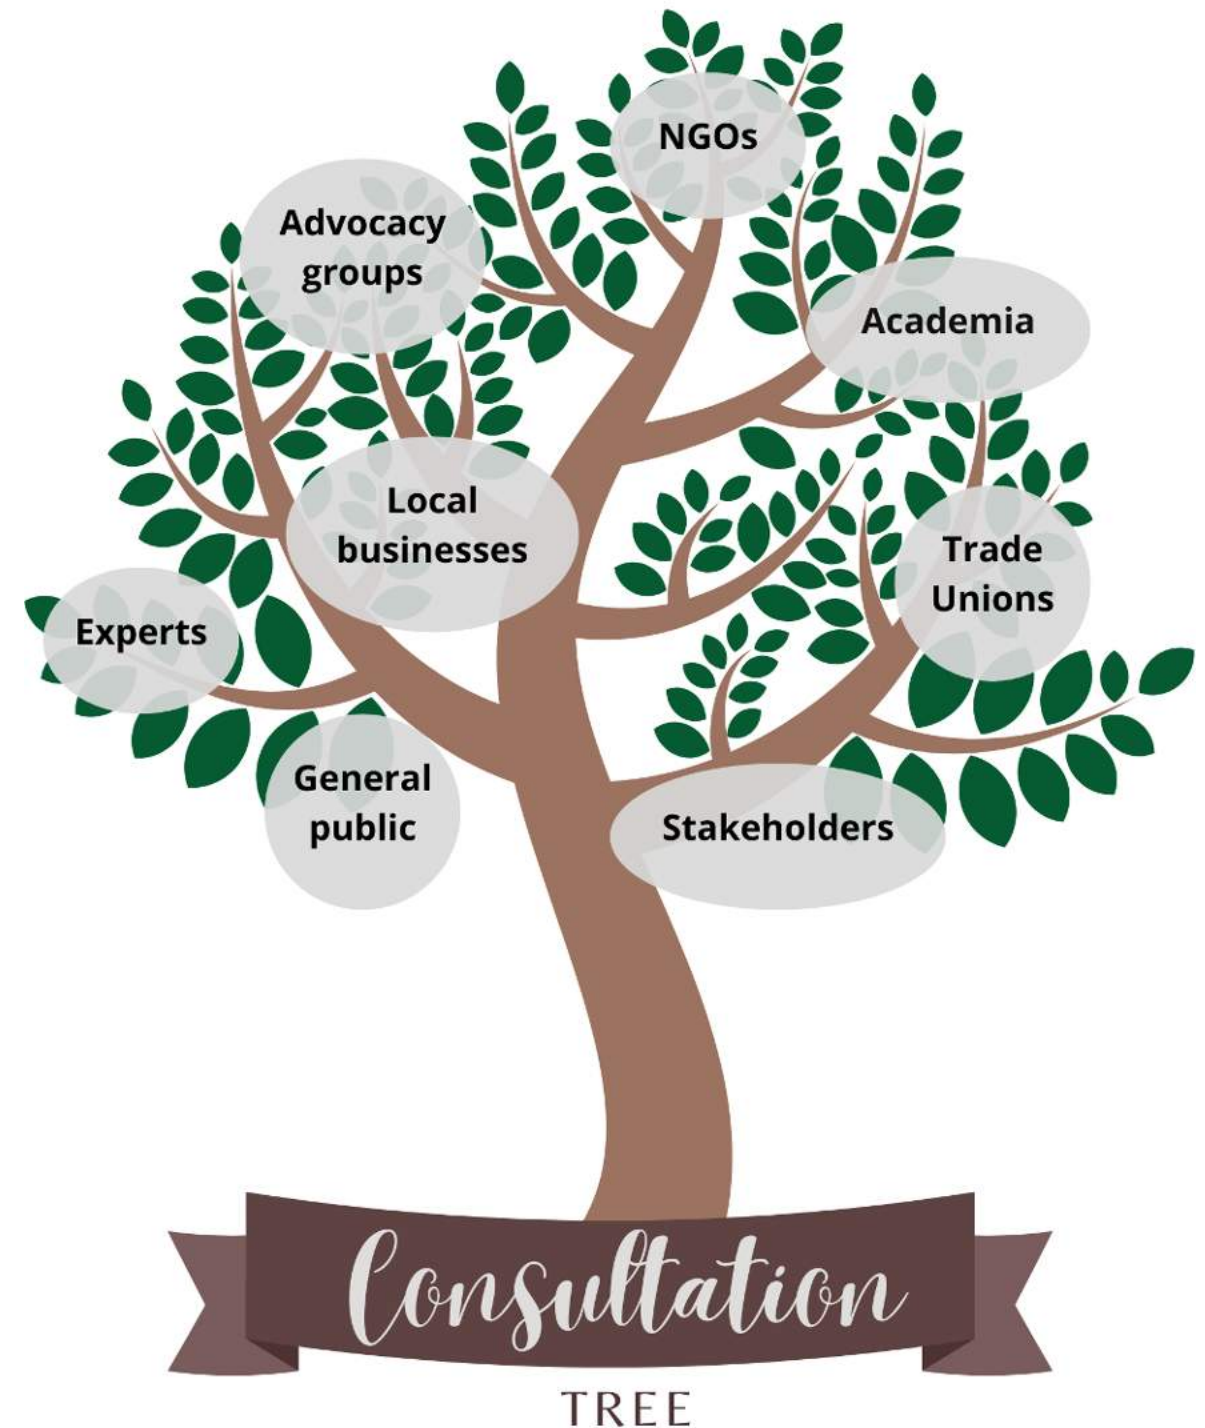 NGOs
Advocacy
groups
Academia
Local
businesses
Trade
Unions
Experts
General
public
Stakeholders
Consultation
TREE